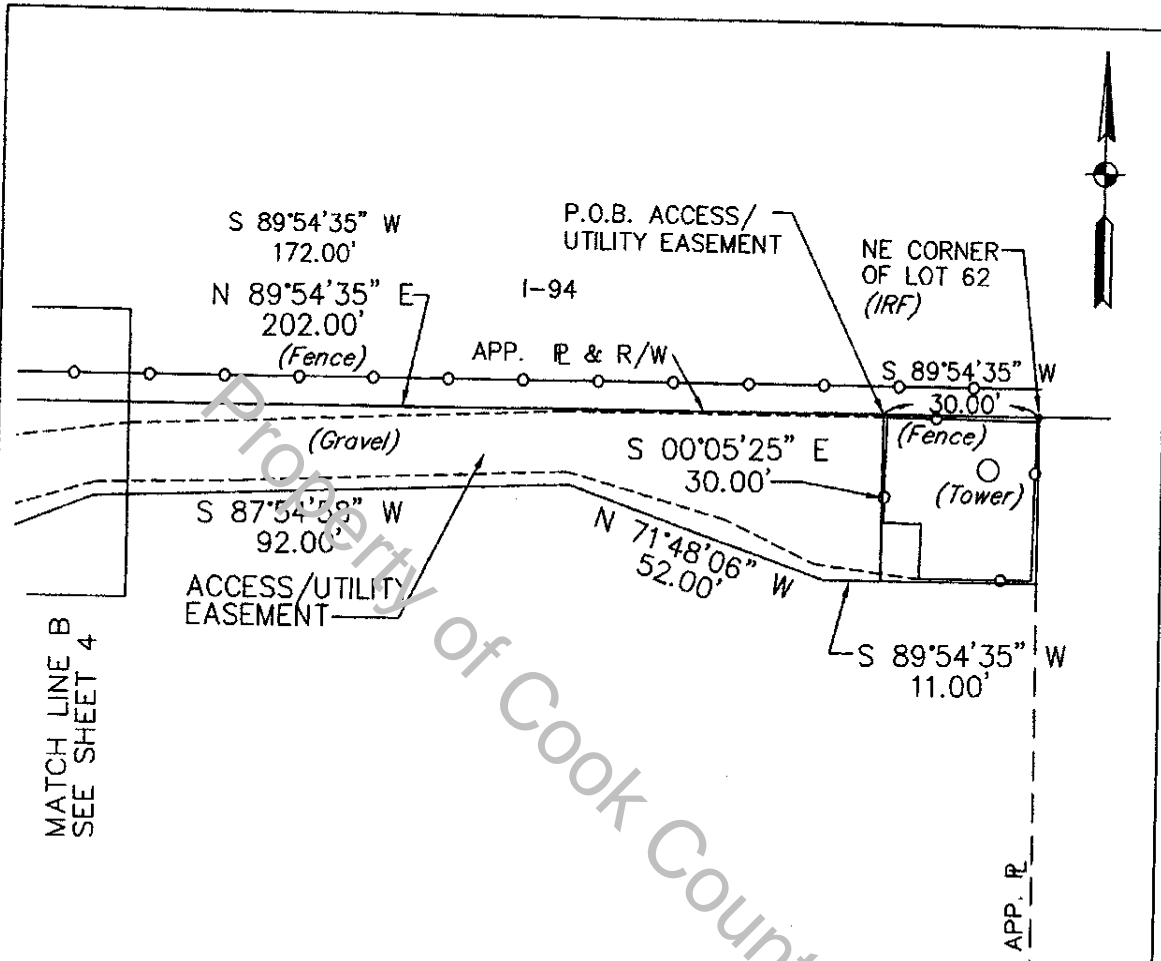 S 89°54'35" W
172.00'
N 89°54'35" E
202.00'
(Fence)
I-94
P.O.B. ACCESS/
UTILITY EASEMENT
NE CORNER
OF LOT 62
(IRF)
APP. ⅊ & R/W
S 89°54'35" W
30.00'
(Fence)
(Gravel)
S 00°05'25" E
30.00'
(Tower)
S 87°54'58" W
92.00'
N 71°48'06" W
52.00'
ACCESS/UTILITY
EASEMENT
S 89°54'35" W
11.00'
MATCH LINE B
SEE SHEET 4
APP. ⅊
Property of Cook Count